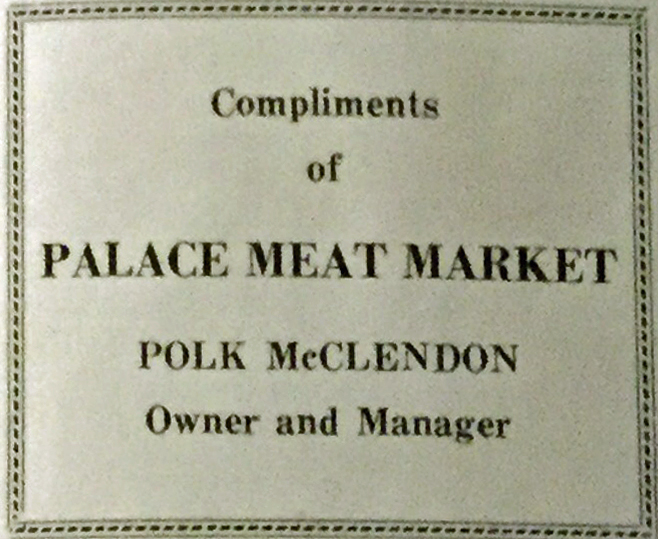 Compliments
of
PALACE MEAT MARKET
POLK McCLENDON
Owner and Manager